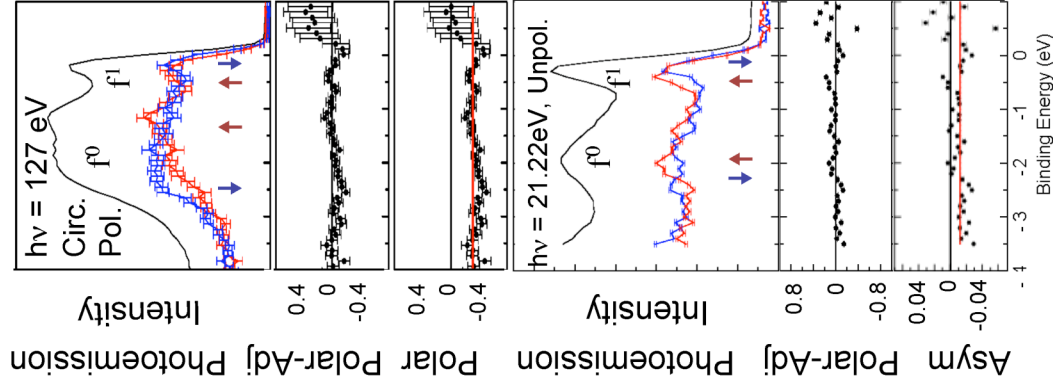 hν = 127 eV
Circ.
Pol.
f⁰
f¹
Photoemission
Intensity
0.4
0
-0.4
Polar-Adj
0.4
0
-0.4
Polar
hν = 21.22eV, Unpol.
f⁰
f¹
Photoemission
Intensity
0.8
0
-0.8
Polar-Adj
0.04
0
-0.04
Asym
- 4
- 3
-2
-1
0
Binding Energy (eV)